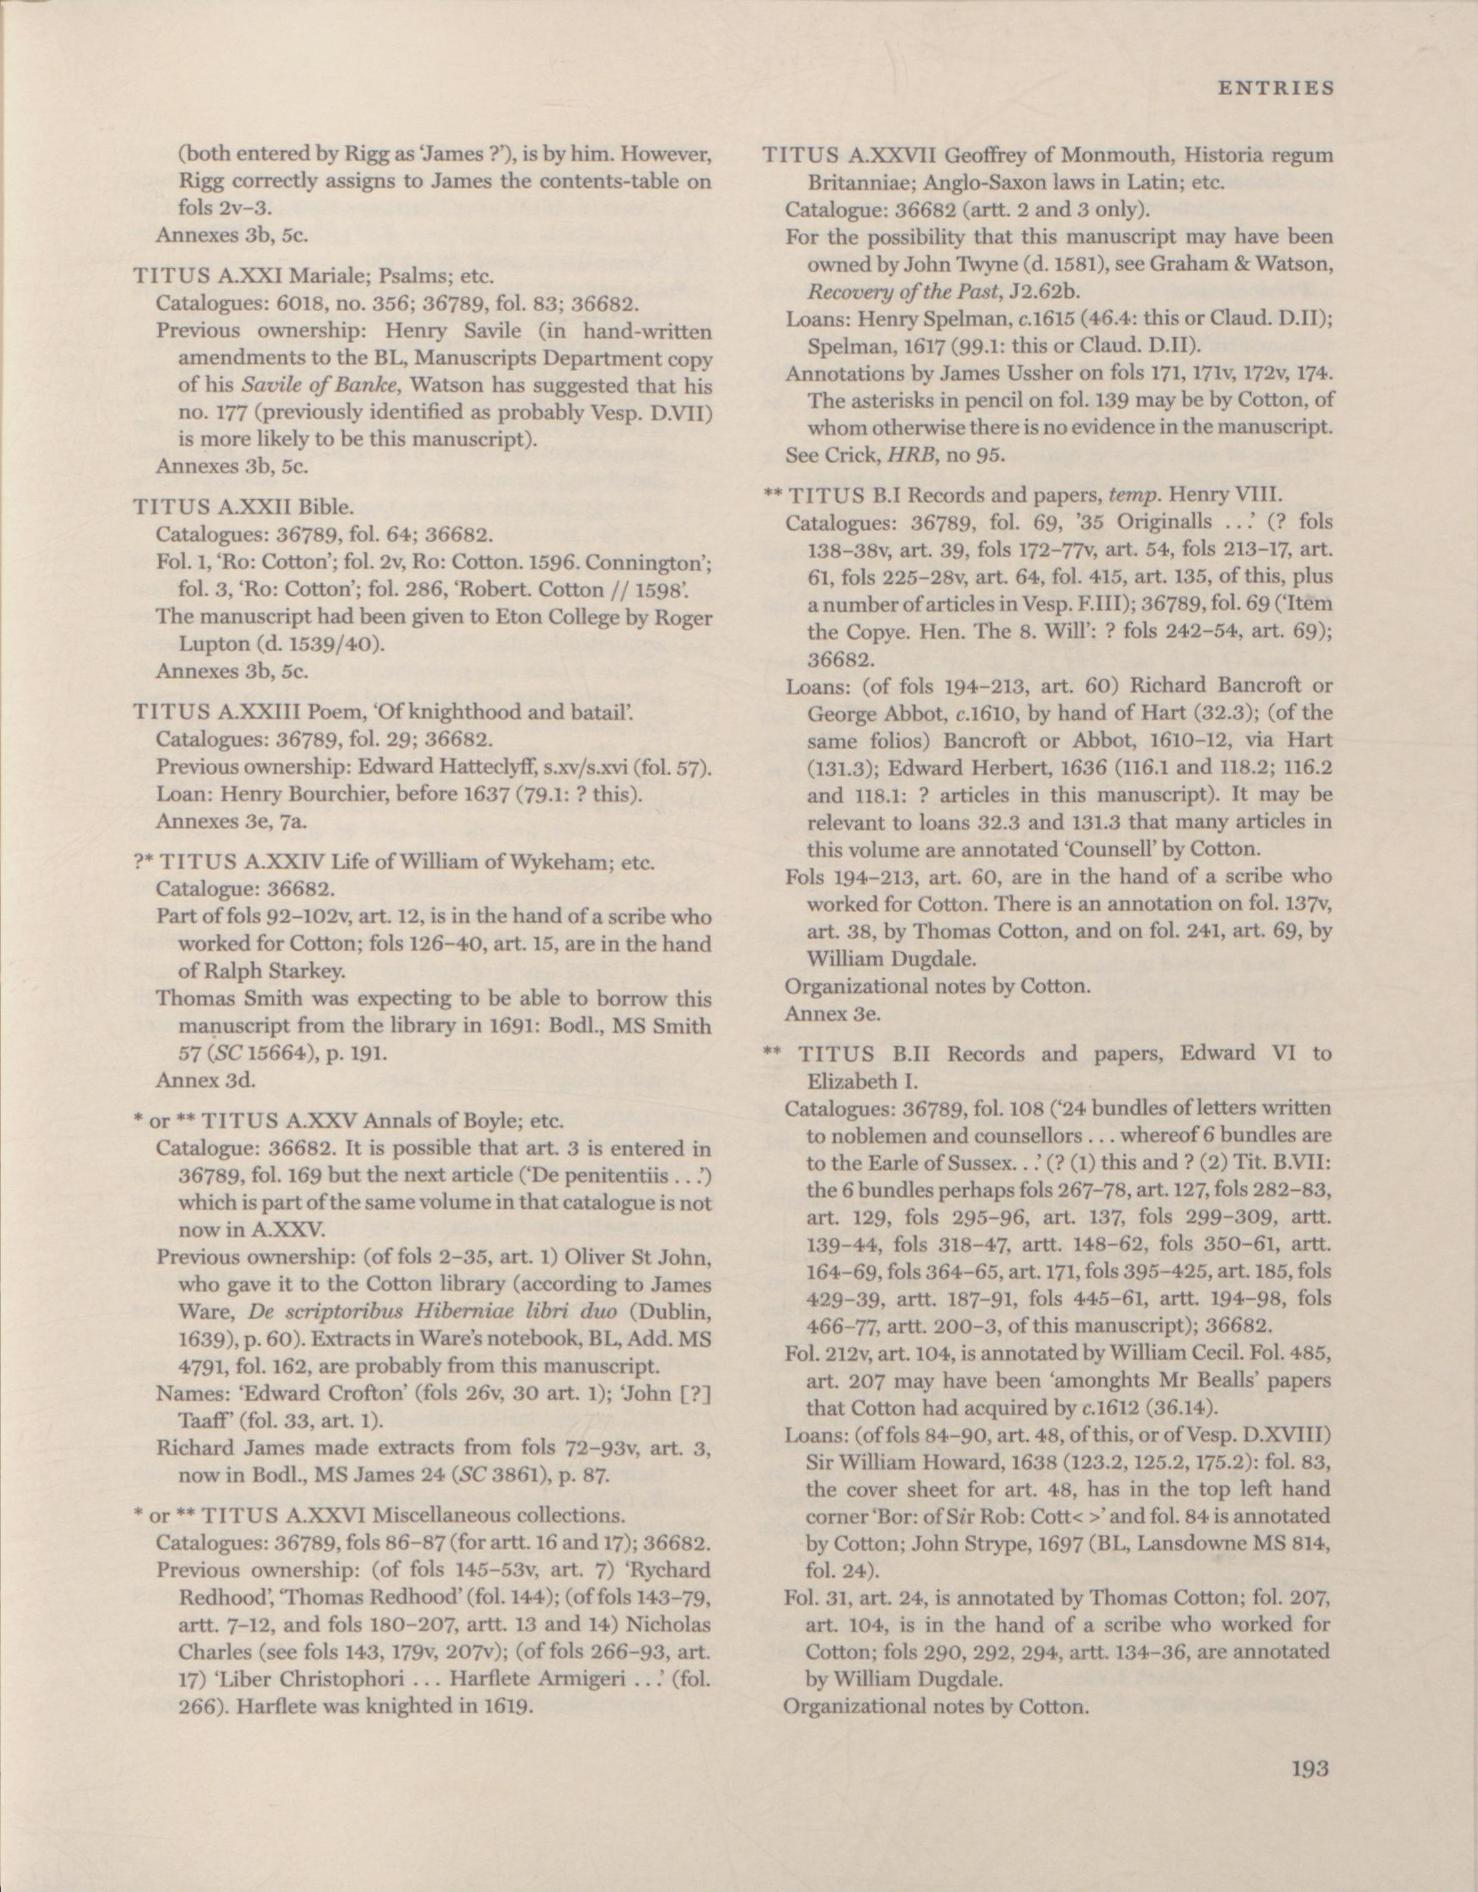 ENTRIES
(both entered by Rigg as ‘James ?’), is by him. However,
Rigg correctly assigns to James the contents-table on
fols 2v–3.
Annexes 3b, 5c.
TITUS A.XXI Mariale; Psalms; etc.
Catalogues: 6018, no. 356; 36789, fol. 83; 36682.
Previous ownership: Henry Savile (in hand-written
amendments to the BL, Manuscripts Department copy
of his Savile of Banke, Watson has suggested that his
no. 177 (previously identified as probably Vesp. D.VII)
is more likely to be this manuscript).
Annexes 3b, 5c.
TITUS A.XXII Bible.
Catalogues: 36789, fol. 64; 36682.
Fol. 1, ‘Ro: Cotton’; fol. 2v, Ro: Cotton. 1596. Connington’;
fol. 3, ‘Ro: Cotton’; fol. 286, ‘Robert. Cotton // 1598’.
The manuscript had been given to Eton College by Roger
Lupton (d. 1539/40).
Annexes 3b, 5c.
TITUS A.XXIII Poem, ‘Of knighthood and batail’.
Catalogues: 36789, fol. 29; 36682.
Previous ownership: Edward Hatteclyff, s.xv/s.xvi (fol. 57).
Loan: Henry Bourchier, before 1637 (79.1: ? this).
Annexes 3e, 7a.
?* TITUS A.XXIV Life of William of Wykeham; etc.
Catalogue: 36682.
Part of fols 92–102v, art. 12, is in the hand of a scribe who
worked for Cotton; fols 126–40, art. 15, are in the hand
of Ralph Starkey.
Thomas Smith was expecting to be able to borrow this
manuscript from the library in 1691: Bodl., MS Smith
57 (SC 15664), p. 191.
Annex 3d.
* or ** TITUS A.XXV Annals of Boyle; etc.
Catalogue: 36682. It is possible that art. 3 is entered in
36789, fol. 169 but the next article (‘De penitentiis . . .’)
which is part of the same volume in that catalogue is not
now in A.XXV.
Previous ownership: (of fols 2–35, art. 1) Oliver St John,
who gave it to the Cotton library (according to James
Ware, De scriptoribus Hiberniae libri duo (Dublin,
1639), p. 60). Extracts in Ware’s notebook, BL, Add. MS
4791, fol. 162, are probably from this manuscript.
Names: ‘Edward Crofton’ (fols 26v, 30 art. 1); ‘John [?]
Taaff’ (fol. 33, art. 1).
Richard James made extracts from fols 72–93v, art. 3,
now in Bodl., MS James 24 (SC 3861), p. 87.
* or ** TITUS A.XXVI Miscellaneous collections.
Catalogues: 36789, fols 86–87 (for artt. 16 and 17); 36682.
Previous ownership: (of fols 145–53v, art. 7) ‘Rychard
Redhood’, ‘Thomas Redhood’ (fol. 144); (of fols 143–79,
artt. 7–12, and fols 180–207, artt. 13 and 14) Nicholas
Charles (see fols 143, 179v, 207v); (of fols 266–93, art.
17) ‘Liber Christophori . . . Harflete Armigeri . . .’ (fol.
266). Harflete was knighted in 1619.
TITUS A.XXVII Geoffrey of Monmouth, Historia regum
Britanniae; Anglo-Saxon laws in Latin; etc.
Catalogue: 36682 (artt. 2 and 3 only).
For the possibility that this manuscript may have been
owned by John Twyne (d. 1581), see Graham & Watson,
Recovery of the Past, J2.62b.
Loans: Henry Spelman, c.1615 (46.4: this or Claud. D.II);
Spelman, 1617 (99.1: this or Claud. D.II).
Annotations by James Ussher on fols 171, 171v, 172v, 174.
The asterisks in pencil on fol. 139 may be by Cotton, of
whom otherwise there is no evidence in the manuscript.
See Crick, HRB, no 95.
** TITUS B.I Records and papers, temp. Henry VIII.
Catalogues: 36789, fol. 69, ’35 Originalls . . .’ (? fols
138–38v, art. 39, fols 172–77v, art. 54, fols 213–17, art.
61, fols 225–28v, art. 64, fol. 415, art. 135, of this, plus
a number of articles in Vesp. F.III); 36789, fol. 69 (‘Item
the Copye. Hen. The 8. Will’: ? fols 242–54, art. 69);
36682.
Loans: (of fols 194–213, art. 60) Richard Bancroft or
George Abbot, c.1610, by hand of Hart (32.3); (of the
same folios) Bancroft or Abbot, 1610–12, via Hart
(131.3); Edward Herbert, 1636 (116.1 and 118.2; 116.2
and 118.1: ? articles in this manuscript). It may be
relevant to loans 32.3 and 131.3 that many articles in
this volume are annotated ‘Counsell’ by Cotton.
Fols 194–213, art. 60, are in the hand of a scribe who
worked for Cotton. There is an annotation on fol. 137v,
art. 38, by Thomas Cotton, and on fol. 241, art. 69, by
William Dugdale.
Organizational notes by Cotton.
Annex 3e.
** TITUS B.II Records and papers, Edward VI to
Elizabeth I.
Catalogues: 36789, fol. 108 (‘24 bundles of letters written
to noblemen and counsellors . . . whereof 6 bundles are
to the Earle of Sussex. . .’ (? (1) this and ? (2) Tit. B.VII:
the 6 bundles perhaps fols 267–78, art. 127, fols 282–83,
art. 129, fols 295–96, art. 137, fols 299–309, artt.
139–44, fols 318–47, artt. 148–62, fols 350–61, artt.
164–69, fols 364–65, art. 171, fols 395–425, art. 185, fols
429–39, artt. 187–91, fols 445–61, artt. 194–98, fols
466–77, artt. 200–3, of this manuscript); 36682.
Fol. 212v, art. 104, is annotated by William Cecil. Fol. 485,
art. 207 may have been ‘amonghts Mr Bealls’ papers
that Cotton had acquired by c.1612 (36.14).
Loans: (of fols 84–90, art. 48, of this, or of Vesp. D.XVIII)
Sir William Howard, 1638 (123.2, 125.2, 175.2): fol. 83,
the cover sheet for art. 48, has in the top left hand
corner ‘Bor: of Sir Rob: Cott< >’ and fol. 84 is annotated
by Cotton; John Strype, 1697 (BL, Lansdowne MS 814,
fol. 24).
Fol. 31, art. 24, is annotated by Thomas Cotton; fol. 207,
art. 104, is in the hand of a scribe who worked for
Cotton; fols 290, 292, 294, artt. 134–36, are annotated
by William Dugdale.
Organizational notes by Cotton.
193